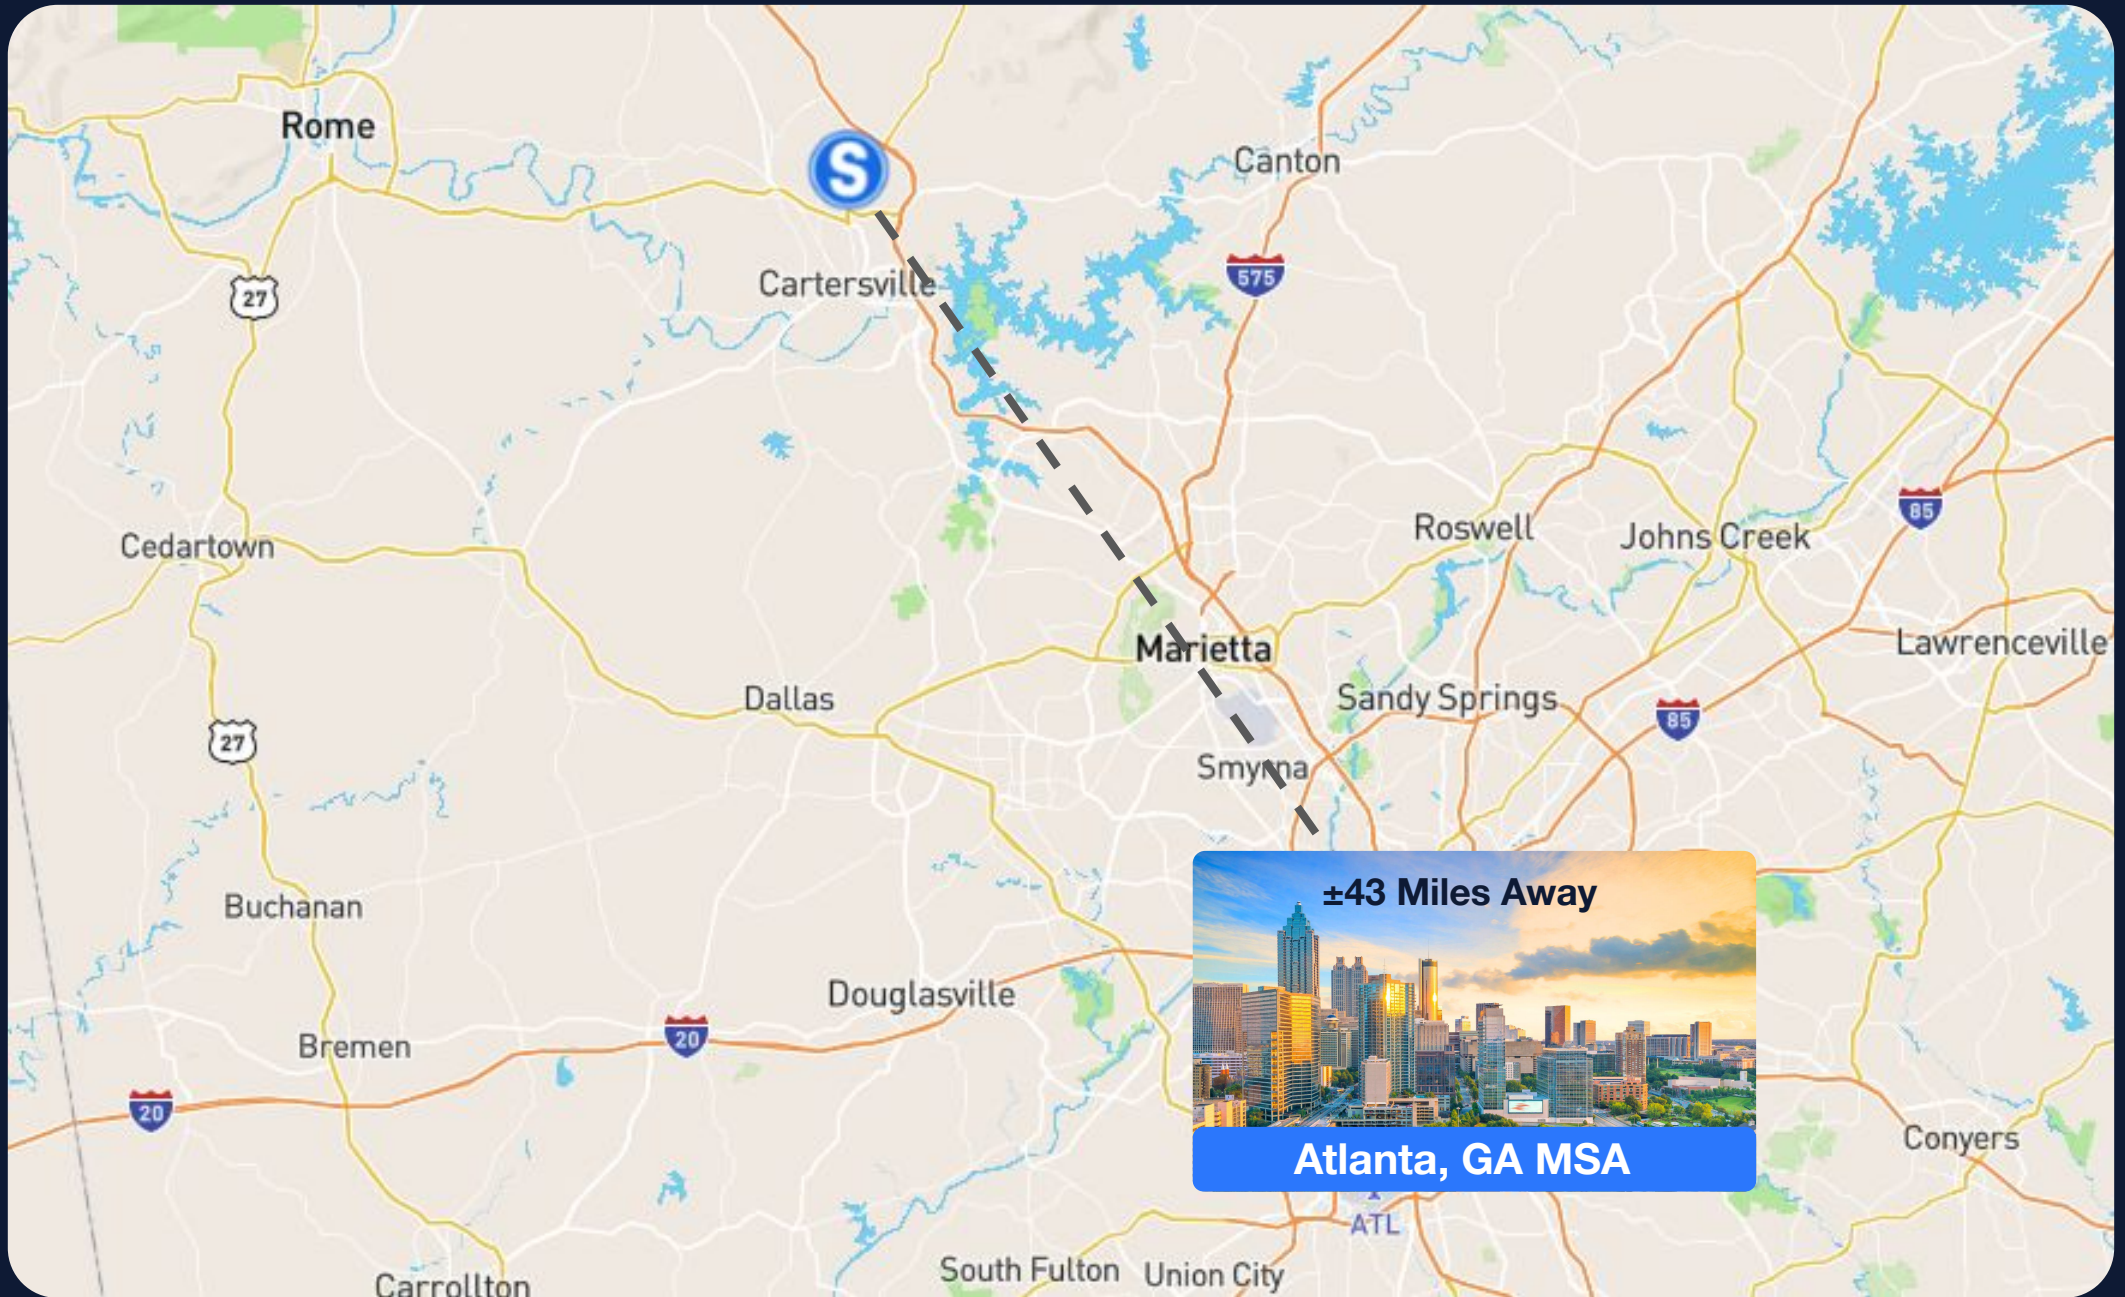 Rome
S
Canton
575
27
Cartersville
85
Roswell
Johns Creek
Cedartown
Marietta
Lawrenceville
Dallas
Sandy Springs
85
27
Smyrna
±43 Miles Away
Buchanan
Douglasville
20
Bremen
20
Conyers
Atlanta, GA MSA
ATL
South Fulton
Union City
Carrollton